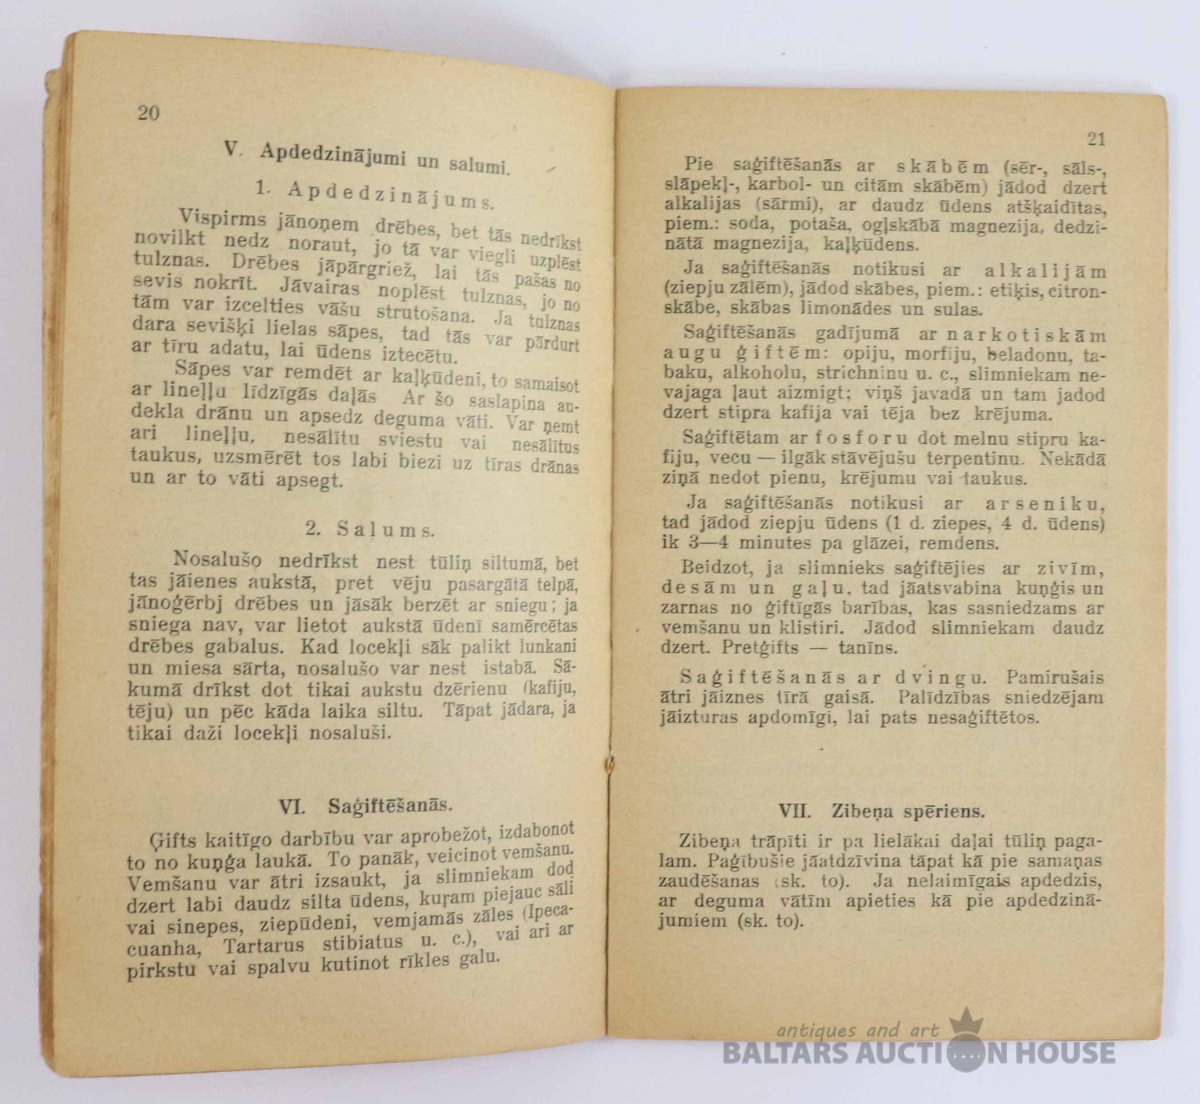 20
V. Apdedzinājumi un salumi.
1. Apdedzinājums.
Vispirms jānoņem drēbes, bet tās nedrīkst
novilkt nedz noraut, jo tā var viegli uzplēst
tulznas. Drēbes jāpārgriež, lai tās pašas no
sevis nokrīt. Jāvairas noplēst tulznas, jo no
tām var izcelties vāšu strutošana. Ja tulznas
dara sevišķi lielas sāpes, tad tās var pārdurt
ar tīru adatu, lai ūdens iztecētu.
Sāpes var remdēt ar kaļķūdeni, to samaisot
ar lineļļu līdzīgās daļās Ar šo saslapina au-
dekla drānu un apsedz deguma vāti. Var ņemt
ari lineļļu, nesālītu sviestu vai nesālītus
taukus, uzsmērēt tos labi biezi uz tīras drānas
un ar to vāti apsegt.
2. Salums.
Nosalušo nedrīkst nest tūliņ siltumā, bet
tas jāienes aukstā, pret vēju pasargātā telpā,
jānoģērbj drēbes un jāsāk berzēt ar sniegu; ja
sniega nav, var lietot aukstā ūdenī samērcētas
drēbes gabalus. Kad locekļi sāk palikt lunkani
un miesa sārta, nosalušo var nest istabā. Sā-
kumā drīkst dot tikai aukstu dzērienu (kafiju,
tēju) un pēc kāda laika siltu. Tāpat jādara, ja
tikai daži locekļi nosaluši.
VI. Saģiftēšanās.
Ģifts kaitīgo darbību var aprobežot, izdabonot
to no kuņģa laukā. To panāk, veicinot vemšanu.
Vemšanu var ātri izsaukt, ja slimniekam dod
dzert labi daudz silta ūdens, kuŗam piejauc sāli
vai sinepes, ziepūdeni, vemjamās zāles (Ipeca-
cuanha, Tartarus stibiatus u. c.), vai ari ar
pirkstu vai spalvu kutinot rīkles galu.
21
Pie saģiftēšanās ar skābēm (sēr-, sāls-,
slāpekļ-, karbol- un citām skābēm) jādod dzert
alkalijas (sārmi), ar daudz ūdens atšķaidītas,
piem.: soda, potaša, ogļskābā magnezija, dedzi-
nātā magnezija, kaļķūdens.
Ja saģiftēšanās notikusi ar alkalijām
(ziepju zālēm), jādod skābes, piem.: etiķis, citron-
skābe, skābas limonādes un sulas.
Saģiftēšanās gadījumā ar narkotiskām
augu ģiftēm: opiju, morfiju, beladonu, ta-
baku, alkoholu, strichninu u. c., slimniekam ne-
vajaga ļaut aizmigt; viņš javadā un tam jadod
dzert stipra kafija vai tēja bez krējuma.
Saģiftētam ar fosforu dot melnu stipru ka-
fiju, vecu — ilgāk stāvējušu terpentinu. Nekādā
ziņā nedot pienu, krējumu vai taukus.
Ja saģiftēšanās notikusi ar arseniku,
tad jādod ziepju ūdens (1 d. ziepes, 4 d. ūdens)
ik 3—4 minutes pa glāzei, remdens.
Beidzot, ja slimnieks saģiftējies ar zivīm,
desām un gaļu, tad jāatsvabina kuņģis un
zarnas no ģiftīgās barības, kas sasniedzams ar
vemšanu un klistiri. Jādod slimniekam daudz
dzert. Pretģifts — tanīns.
Saģiftēšanās ar dvingu. Pamirušais
ātri jāiznes tīrā gaisā. Palīdzības sniedzējam
jāizturas apdomīgi, lai pats nesaģiftētos.
VII. Zibeņa spēriens.
Zibeņa trāpīti ir pa lielākai daļai tūliņ paga-
lam. Paģībušie jāatdzīvina tāpat kā pie samaņas
zaudēšanas (sk. to). Ja nelaimīgais apdedzis,
ar deguma vātīm apieties kā pie apdedzinā-
jumiem (sk. to).
antiques and art
BALTARS AUCTION HOUSE